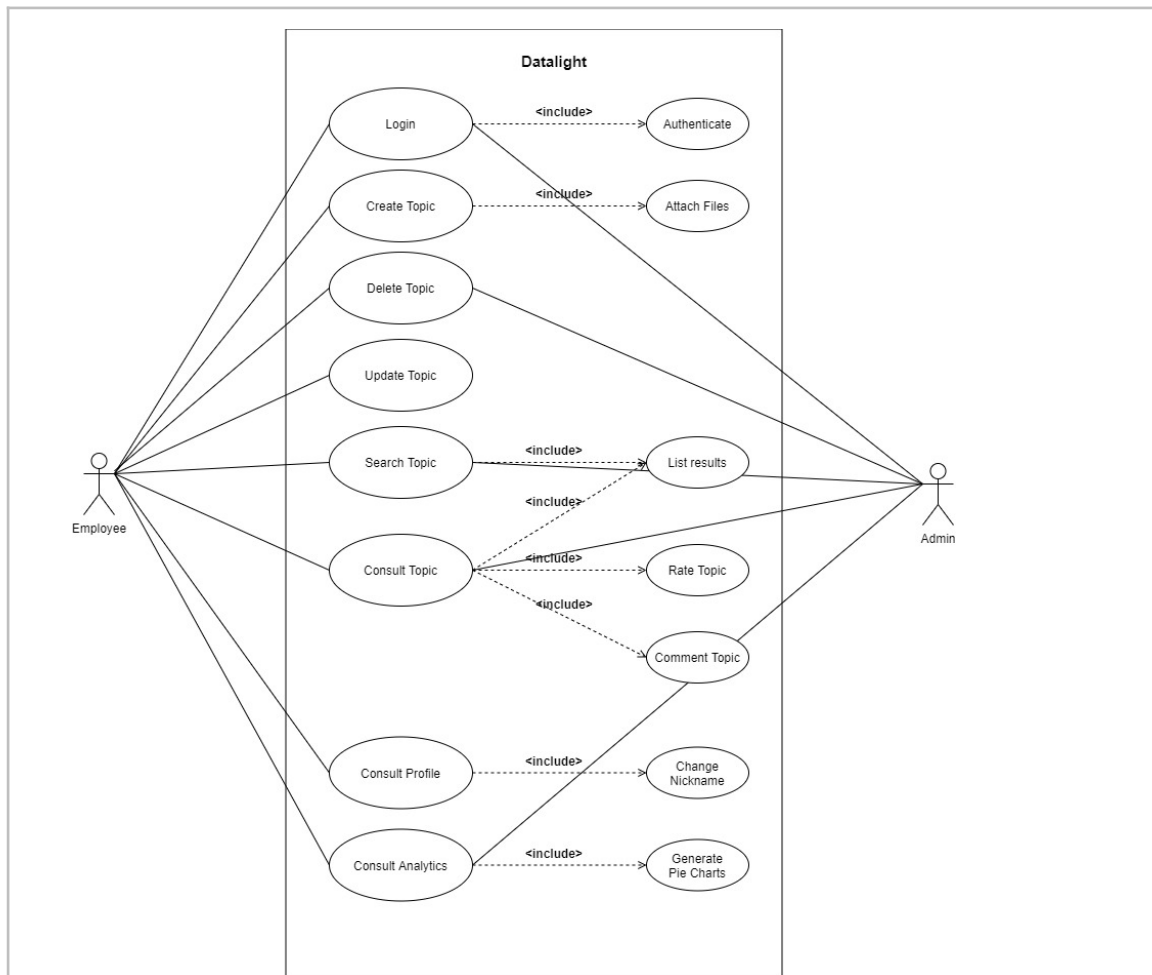 Datalight
Login
<include>
Authenticate
Create Topic
<include>
Attach Files
Delete Topic
Update Topic
Search Topic
<include>
List results
<include>
Employee
Admin
Consult Topic
<include>
Rate Topic
<include>
Comment Topic
Consult Profile
<include>
Change
Nickname
Consult Analytics
<include>
Generate
Pie Charts